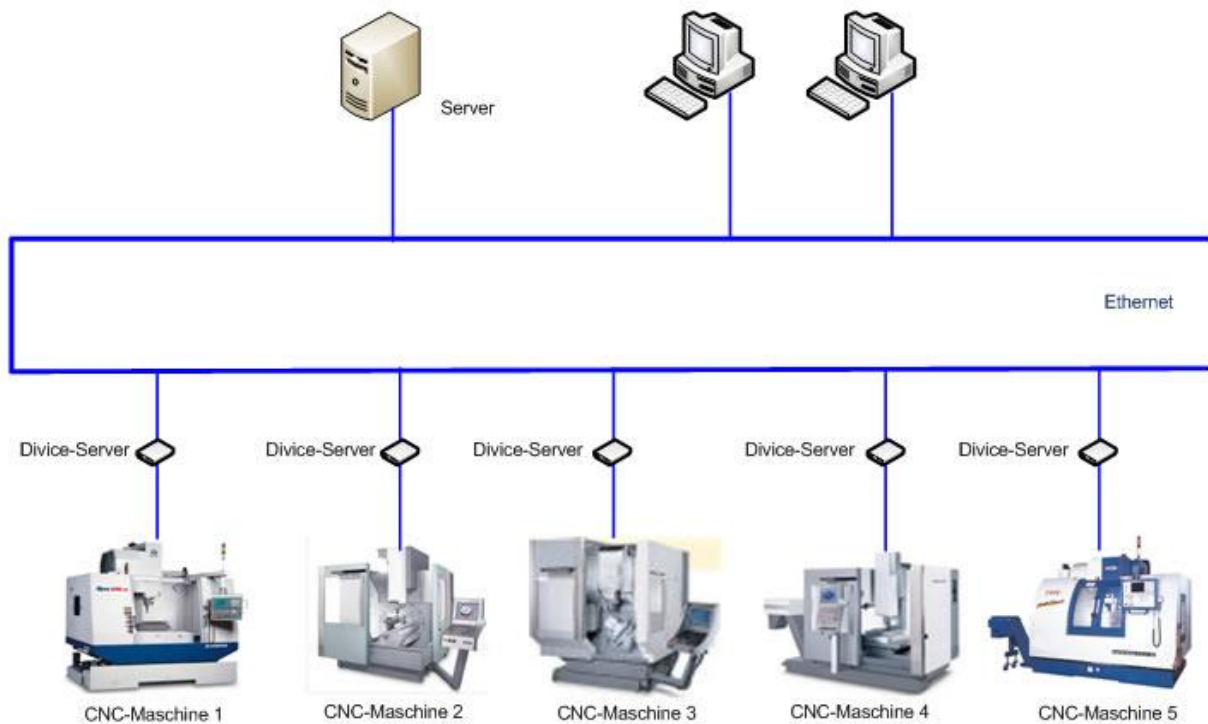 Server
Ethernet
Divice-Server
Divice-Server
Divice-Server
Divice-Server
Divice-Server
CNC-Maschine 1
CNC-Maschine 2
CNC-Maschine 3
CNC-Maschine 4
CNC-Maschine 5